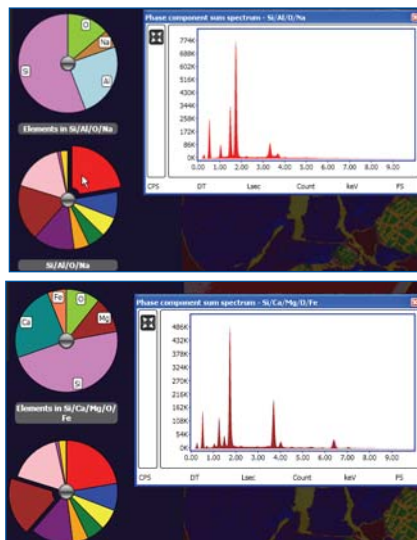 Phase component sum spectrum - Si/Al/O/Na
O
Na
Si
Al
Elements in Si/Al/O/Na
774K
688K
602K
516K
430K
344K
258K
172K
86K
0K
0.00 1.00 2.00 3.00 4.00 5.00 6.00 7.00 8.00 9.00
CPS DT Lsec Count keV FS
Si/Al/O/Na
Phase component sum spectrum - Si/Ca/Mg/O/Fe
Fe
O
Ca
Mg
Si
Elements in Si/Ca/Mg/O/
Fe
486K
432K
378K
324K
270K
216K
162K
108K
54K
0K
0.00 1.00 2.00 3.00 4.00 5.00 6.00 7.00 8.00 9.00
CPS DT Lsec Count keV FS